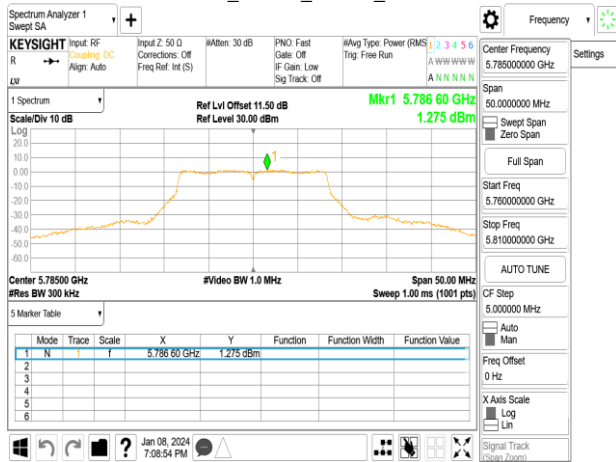 Spectrum Analyzer 1
Swept SA
+
Frequency
KEYSIGHT
R
Input: RF
Coupling: DC
Align: Auto
Input Z: 50 Ω
Corrections: Off
Freq Ref: Int (S)
#Atten: 30 dB
PNO: Fast
Gate: Off
IF Gain: Low
Sig Track: Off
#Avg Type: Power (RMS
Trig: Free Run
1 2 3 4 5 6
A W W W W W
A N N N N N
LXI
Settings
1 Spectrum
Scale/Div 10 dB
Ref Lvl Offset 11.50 dB
Ref Level 30.00 dBm
Mkr1 5.786 60 GHz
1.275 dBm
Log
20.0
10.0
0.00
-10.0
-20.0
-30.0
-40.0
-50.0
-60.0
1
Center 5.78500 GHz
#Res BW 300 kHz
#Video BW 1.0 MHz
Span 50.00 MHz
Sweep 1.00 ms (1001 pts)
5 Marker Table
Mode Trace Scale X Y Function Function Width Function Value
1 N 1 f 5.786 60 GHz 1.275 dBm
2
3
4
5
6
Center Frequency
5.785000000 GHz
Span
50.0000000 MHz
Swept Span
Zero Span
Full Span
Start Freq
5.760000000 GHz
Stop Freq
5.810000000 GHz
AUTO TUNE
CF Step
5.000000 MHz
Auto
Man
Freq Offset
0 Hz
X Axis Scale
Log
Lin
Signal Track
(Span Zoom)
?
Jan 08, 2024
7:08:54 PM